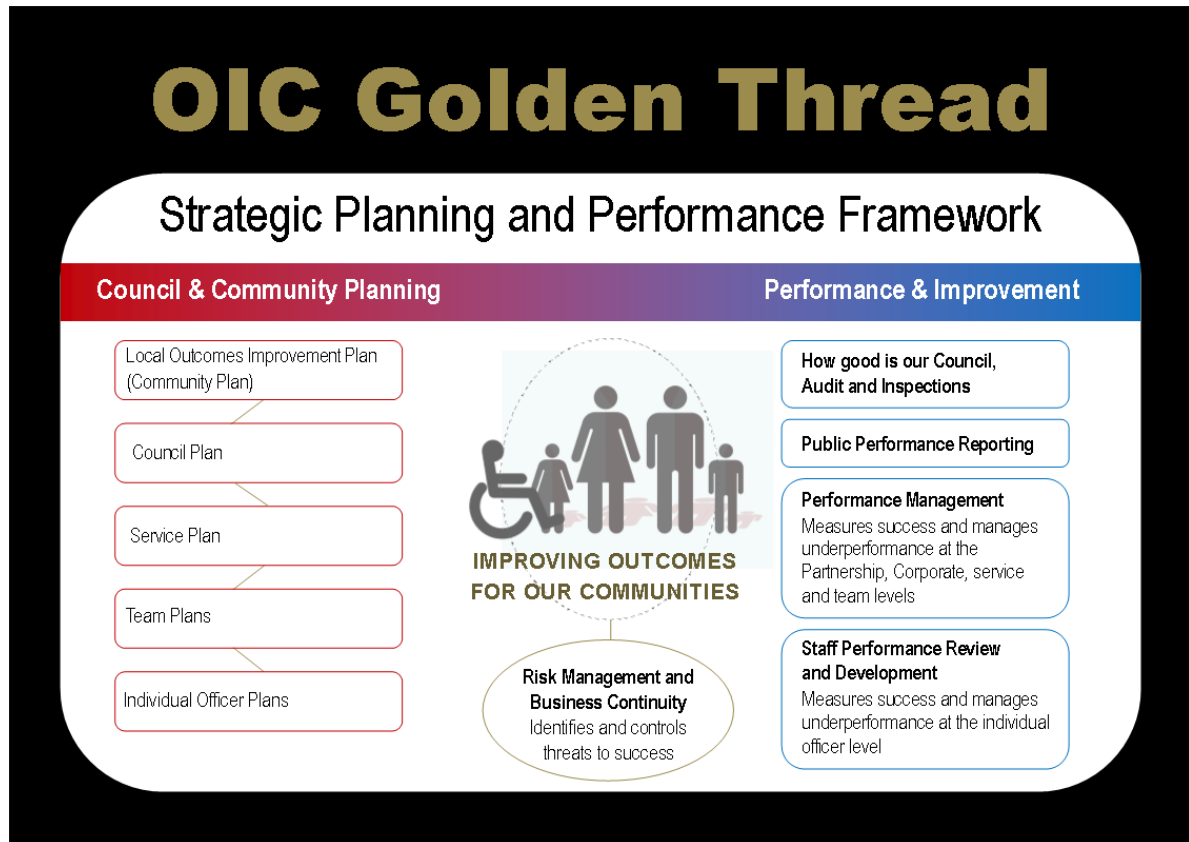 OIC Golden Thread
Strategic Planning and Performance Framework
Council & Community Planning
Performance & Improvement
Local Outcomes Improvement Plan
(Community Plan)
Council Plan
Service Plan
Team Plans
Individual Officer Plans
IMPROVING OUTCOMES
FOR OUR COMMUNITIES
Risk Management and
Business Continuity
Identifies and controls
threats to success
How good is our Council,
Audit and Inspections
Public Performance Reporting
Performance Management
Measures success and manages
underperformance at the
Partnership, Corporate, service
and team levels
Staff Performance Review
and Development
Measures success and manages
underperformance at the individual
officer level